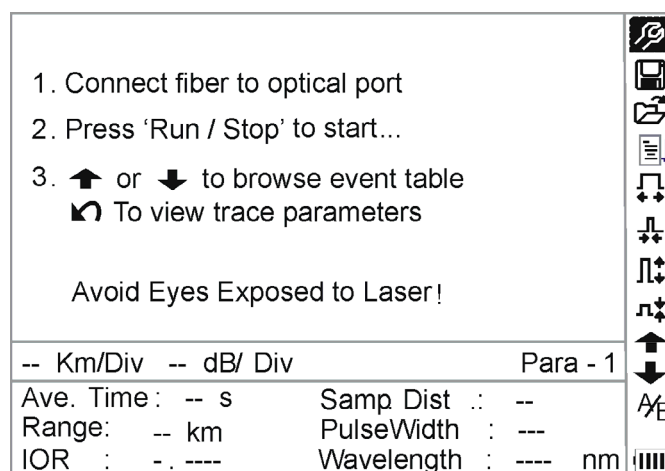 1. Connect fiber to optical port
2. Press 'Run / Stop' to start...
3. ⬆ or ⬇ to browse event table
To view trace parameters
Avoid Eyes Exposed to Laser!
-- Km/Div -- dB/ Div Para - 1
Ave. Time: -- s Samp Dist .: --
Range: -- km PulseWidth : ---
IOR : - . ---- Wavelength : ---- nm